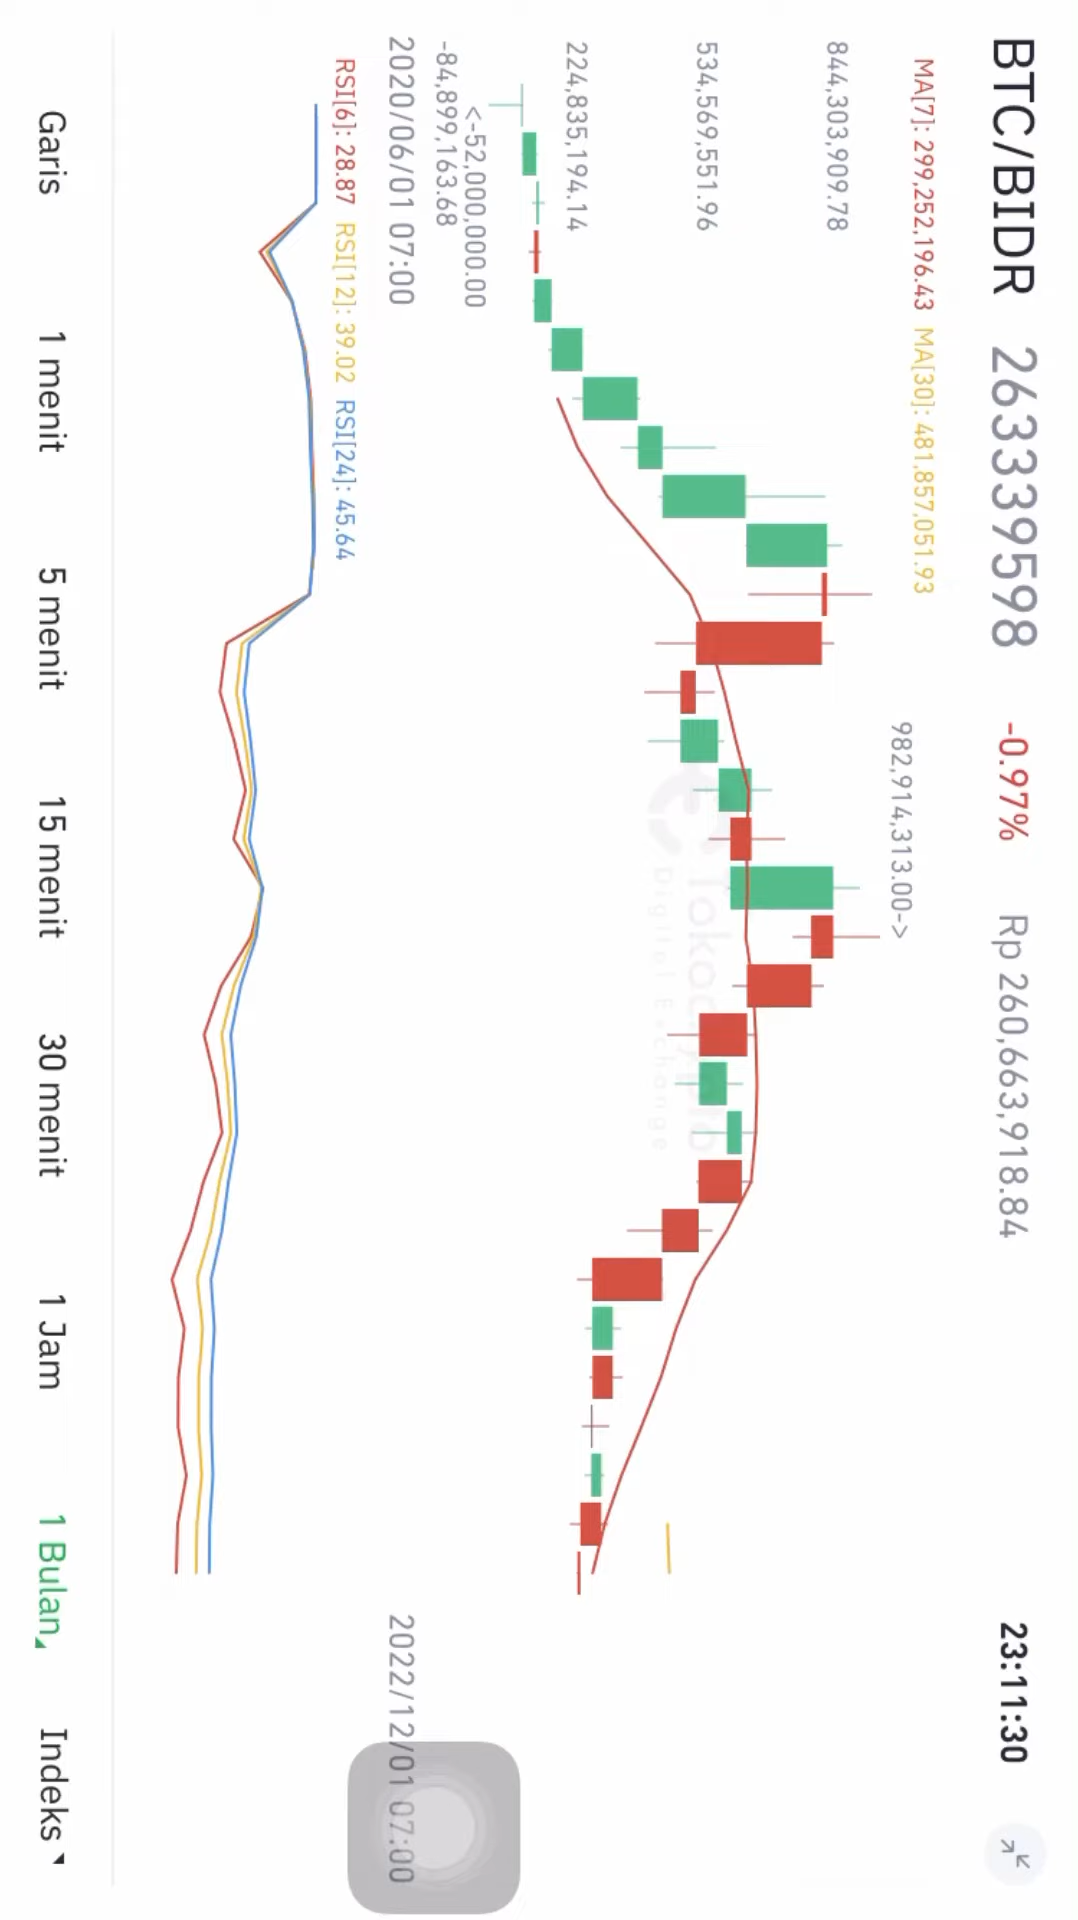 BTC/BIDR 263339598 -0.97% Rp 260,663,918.84 23:11:30
MA[7]: 299,252,196.43 MA[30]: 481,857,051.93
982,914,313.00->
844,303,909.78
534,569,551.96
Tokocrypto
Digital Exchange
224,835,194.14
<-52,000,000.00
-84,899,163.68
2020/06/01 07:00 2022/12/01 07:00
RSI[6]: 28.87 RSI[12]: 39.02 RSI[24]: 45.64
Garis 1 menit 5 menit 15 menit 30 menit 1 Jam 1 Bulan Indeks